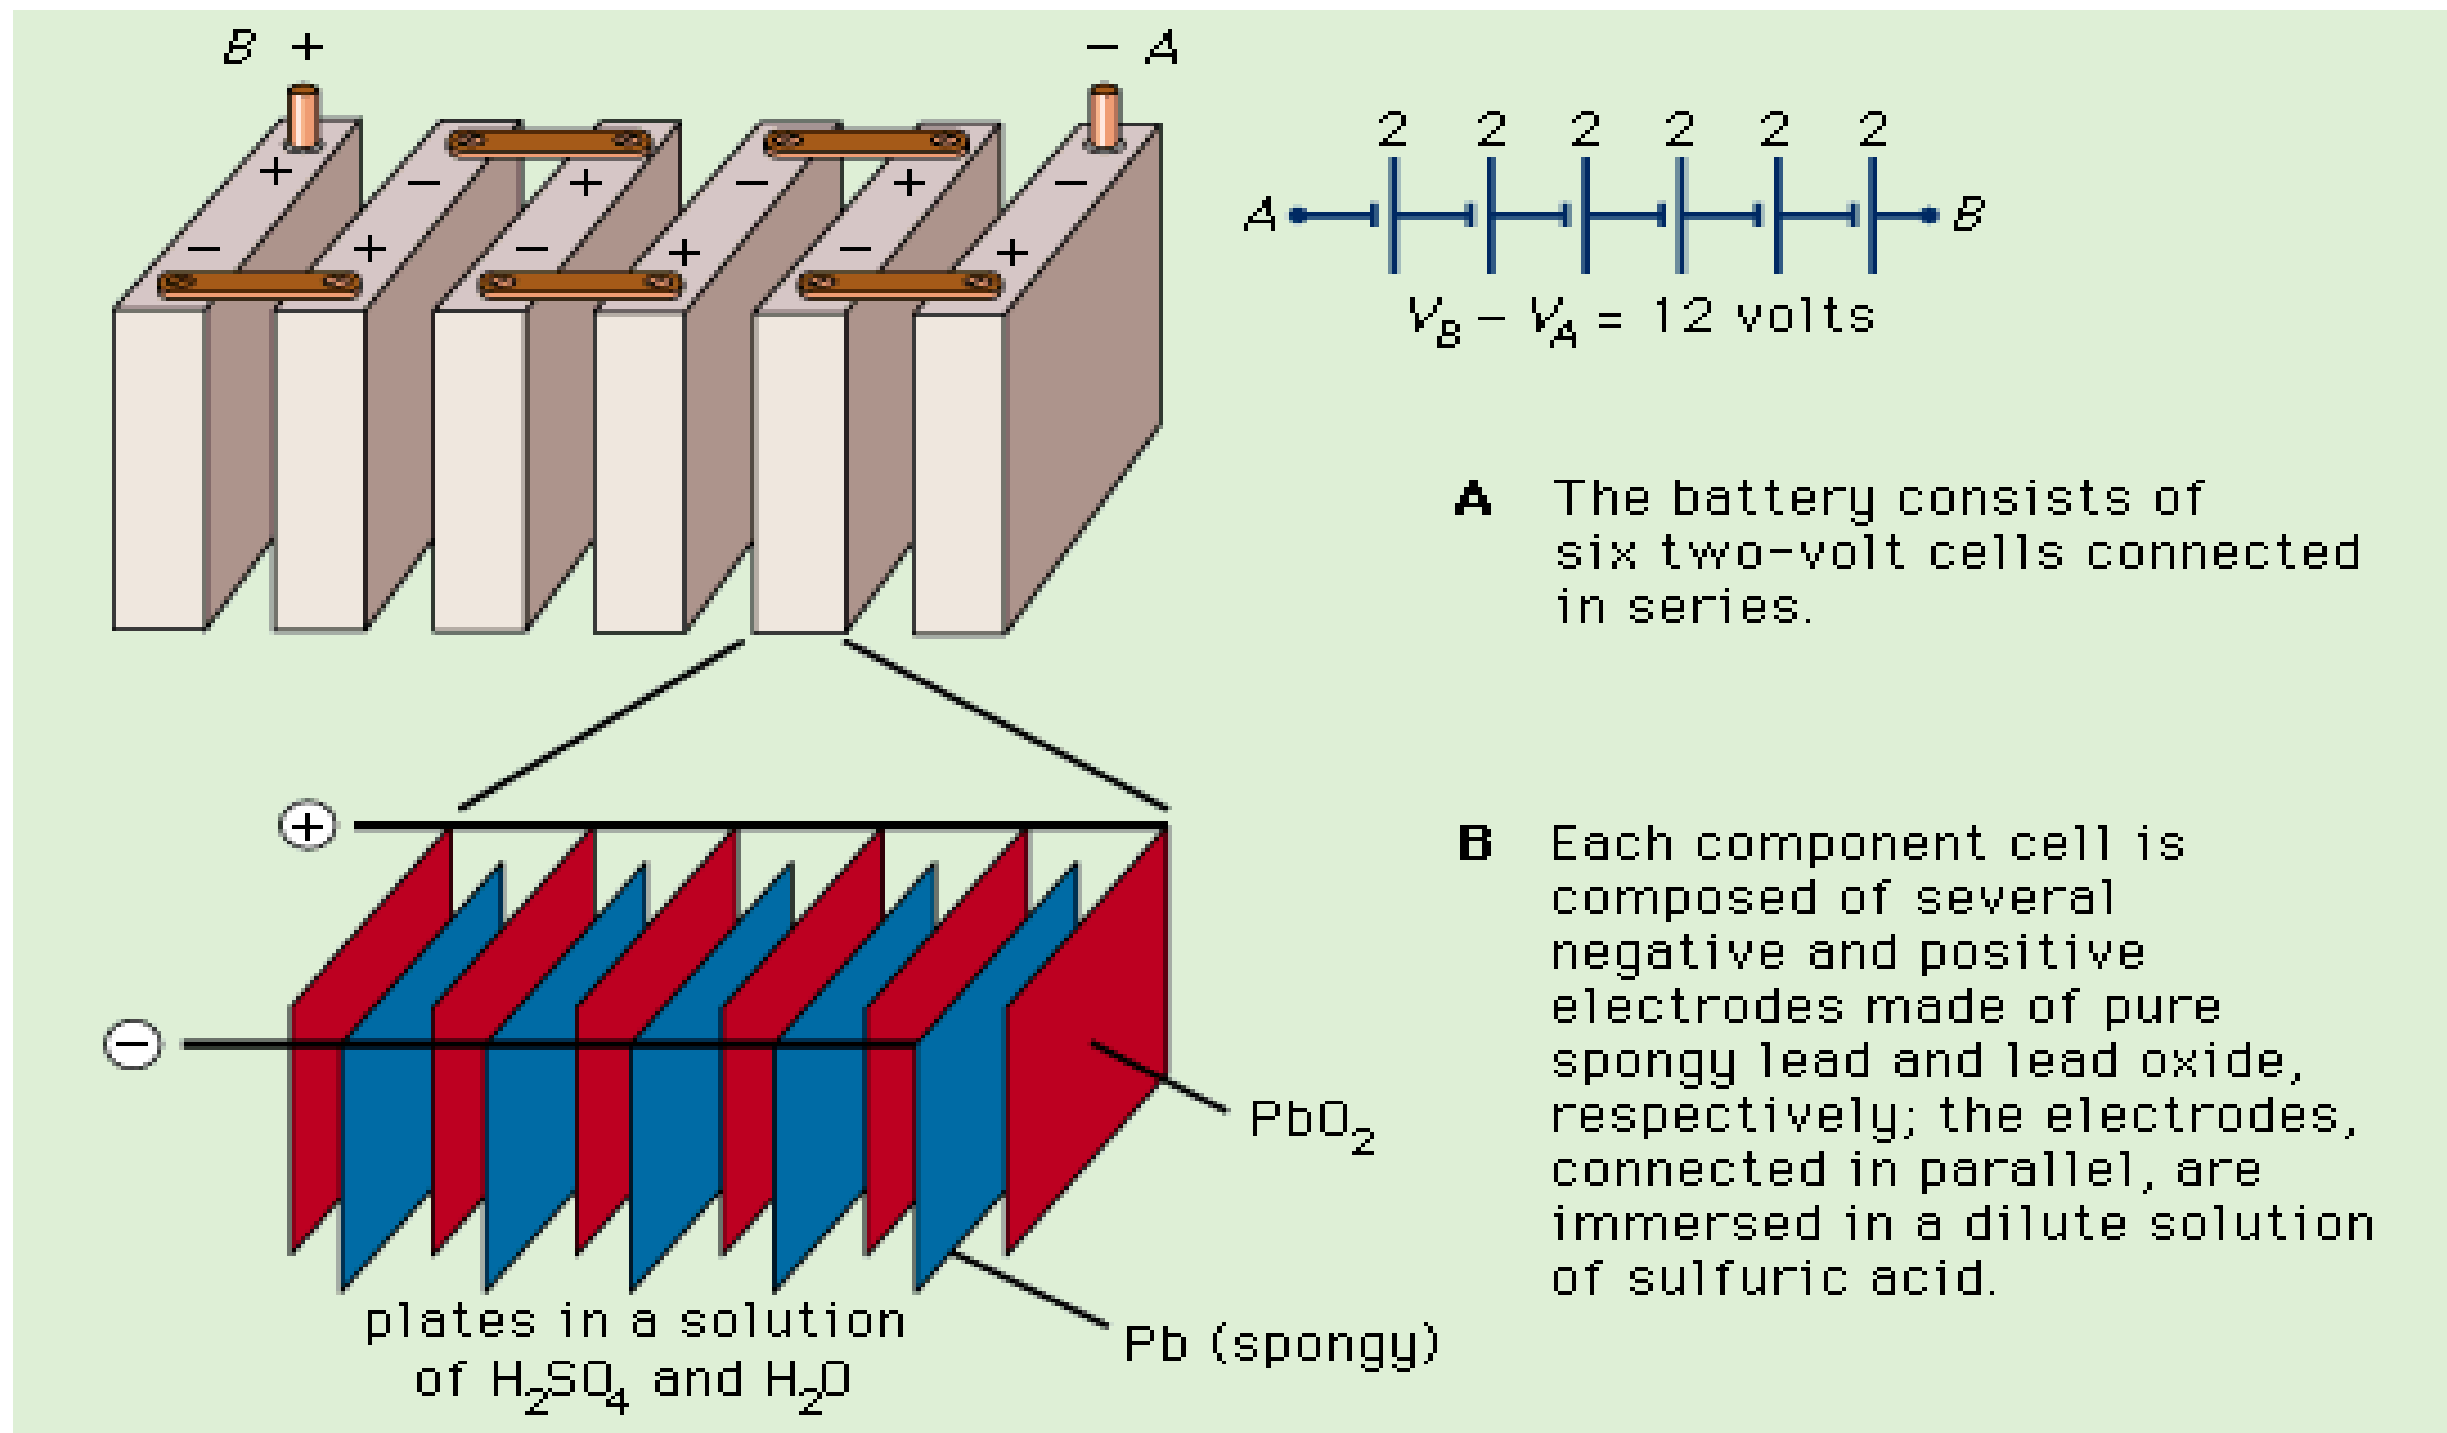 B +
− A
+ − + − + −
− + − + − +
2 2 2 2 2 2
A B
V_B − V_A = 12 volts
A The battery consists of
six two-volt cells connected
in series.
+
−
PbO₂
Pb (spongy)
plates in a solution
of H₂SO₄ and H₂O
B Each component cell is
composed of several
negative and positive
electrodes made of pure
spongy lead and lead oxide,
respectively; the electrodes,
connected in parallel, are
immersed in a dilute solution
of sulfuric acid.